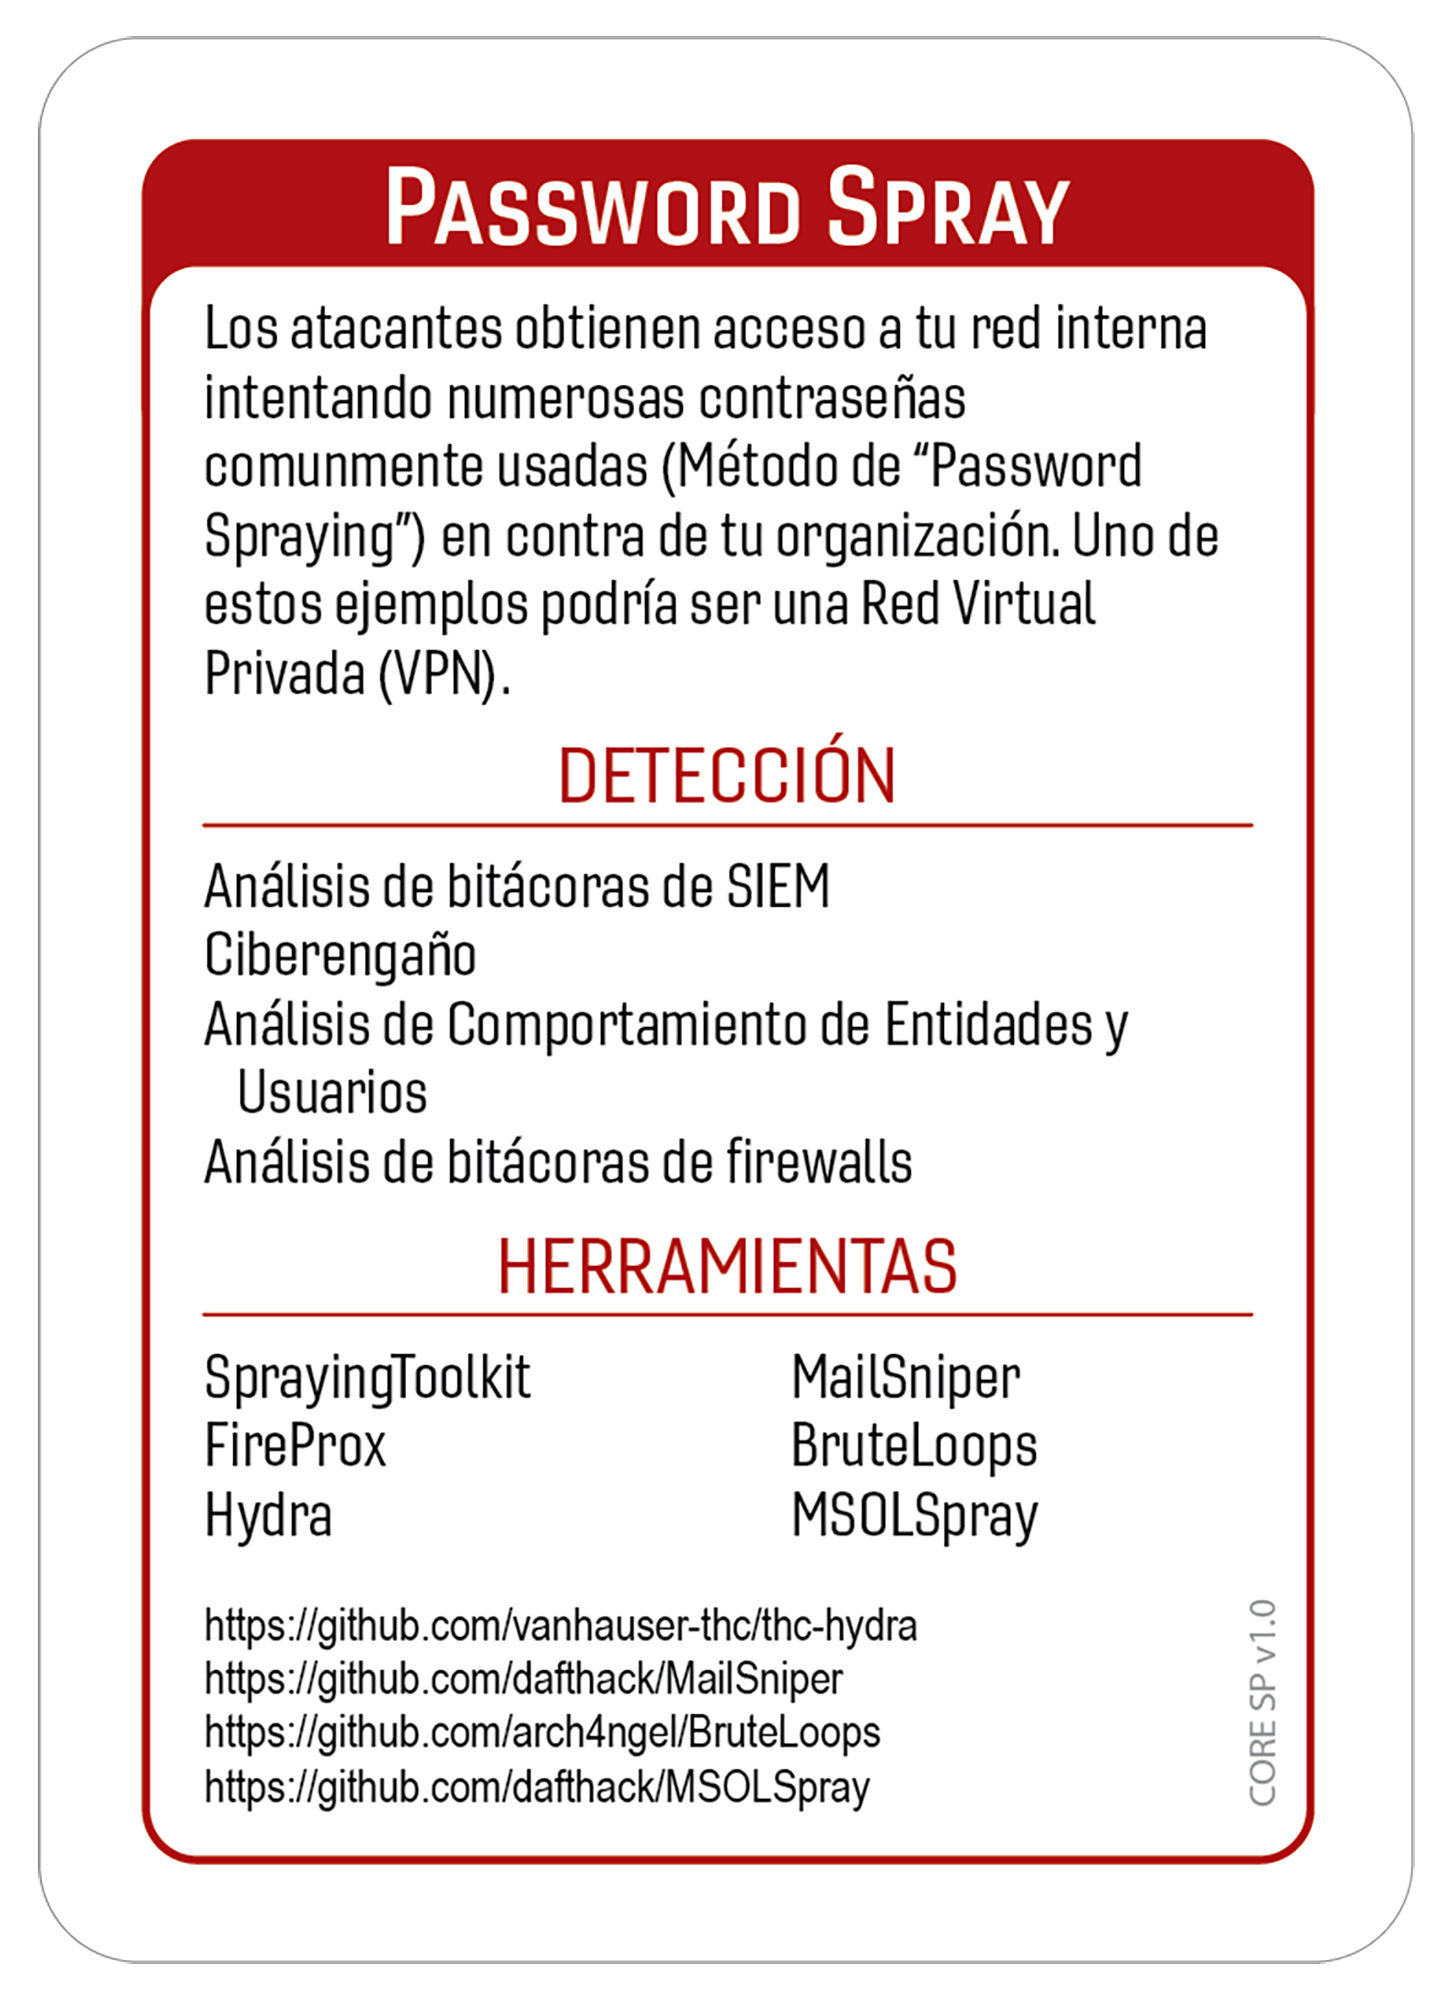 PASSWORD SPRAY
Los atacantes obtienen acceso a tu red interna
intentando numerosas contraseñas
comunmente usadas (Método de “Password
Spraying”) en contra de tu organización. Uno de
estos ejemplos podría ser una Red Virtual
Privada (VPN).
DETECCIÓN
Análisis de bitácoras de SIEM
Ciberengaño
Análisis de Comportamiento de Entidades y
Usuarios
Análisis de bitácoras de firewalls
HERRAMIENTAS
SprayingToolkit
FireProx
Hydra
MailSniper
BruteLoops
MSOLSpray
https://github.com/vanhauser-thc/thc-hydra
https://github.com/dafthack/MailSniper
https://github.com/arch4ngel/BruteLoops
https://github.com/dafthack/MSOLSpray
CORE SP v1.0